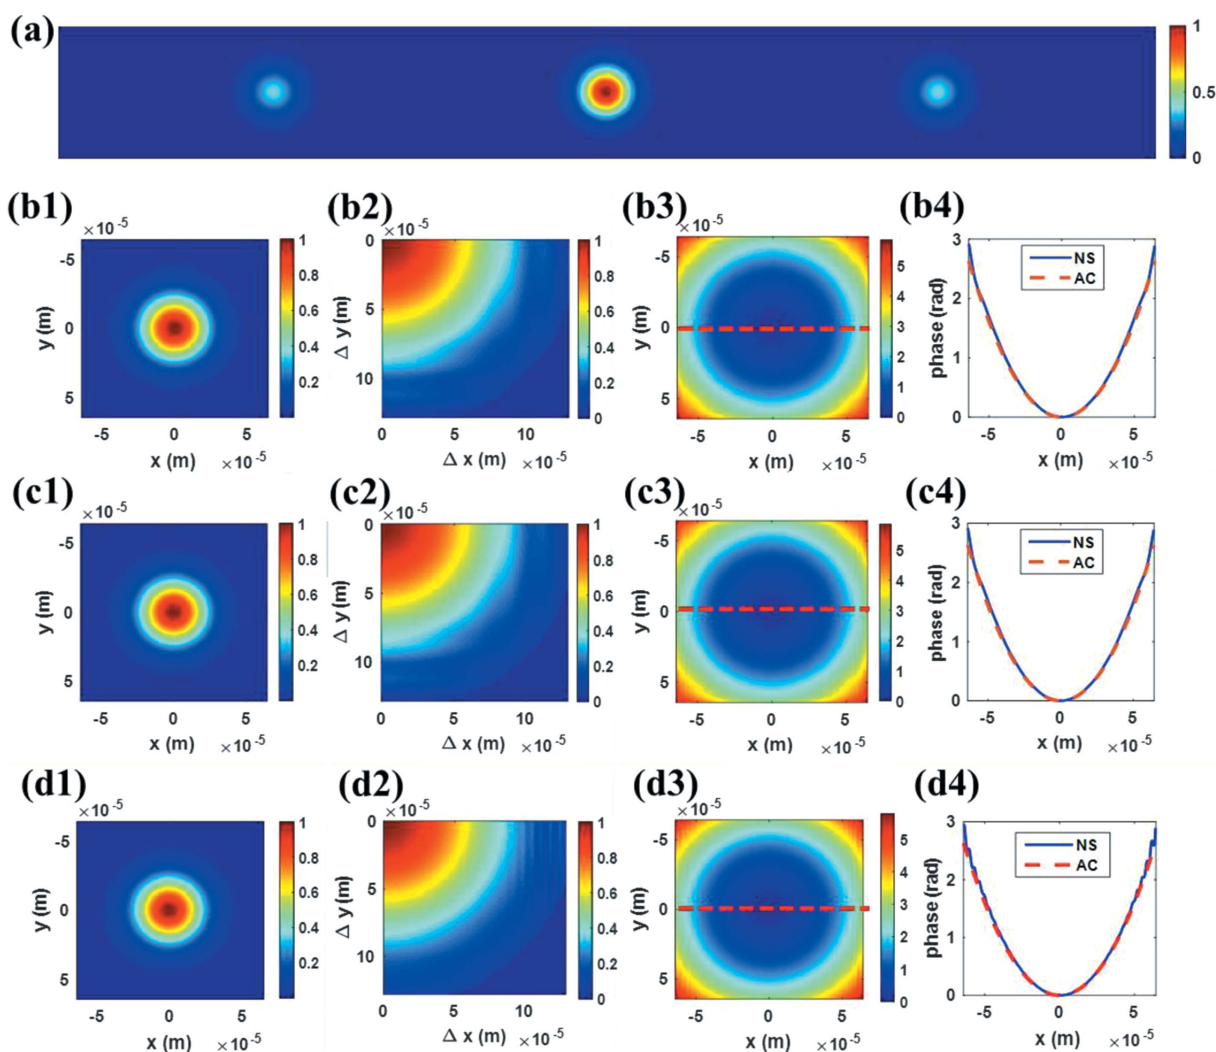 (a)
1
0.5
0
(b1) (b2) (b3) (b4)
×10⁻⁵ ×10⁻⁵ ×10⁻⁵
-5 0 5
y (m)
-5 0 5
x (m) ×10⁻⁵
1 0.8 0.6 0.4 0.2
0 5 10
Δ y (m)
0 5 10
Δ x (m) ×10⁻⁵
1 0.8 0.6 0.4 0.2 0
-5 0 5
y (m)
-5 0 5
x (m) ×10⁻⁵
5 4 3 2 1 0
3 2 1 0
phase (rad)
NS
AC
-5 0 5
x (m) ×10⁻⁵
(c1) (c2) (c3) (c4)
×10⁻⁵ ×10⁻⁵ ×10⁻⁵
-5 0 5
y (m)
-5 0 5
x (m) ×10⁻⁵
1 0.8 0.6 0.4 0.2
0 5 10
Δ y (m)
0 5 10
Δ x (m) ×10⁻⁵
1 0.8 0.6 0.4 0.2 0
-5 0 5
y (m)
-5 0 5
x (m) ×10⁻⁵
5 4 3 2 1 0
3 2 1 0
phase (rad)
NS
AC
-5 0 5
x (m) ×10⁻⁵
(d1) (d2) (d3) (d4)
×10⁻⁵ ×10⁻⁵ ×10⁻⁵
-5 0 5
y (m)
-5 0 5
x (m) ×10⁻⁵
1 0.8 0.6 0.4 0.2
0 5 10
Δ y (m)
0 5 10
Δ x (m) ×10⁻⁵
1 0.8 0.6 0.4 0.2 0
-5 0 5
y (m)
-5 0 5
x (m) ×10⁻⁵
5 4 3 2 1 0
3 2 1 0
phase (rad)
NS
AC
-5 0 5
x (m) ×10⁻⁵